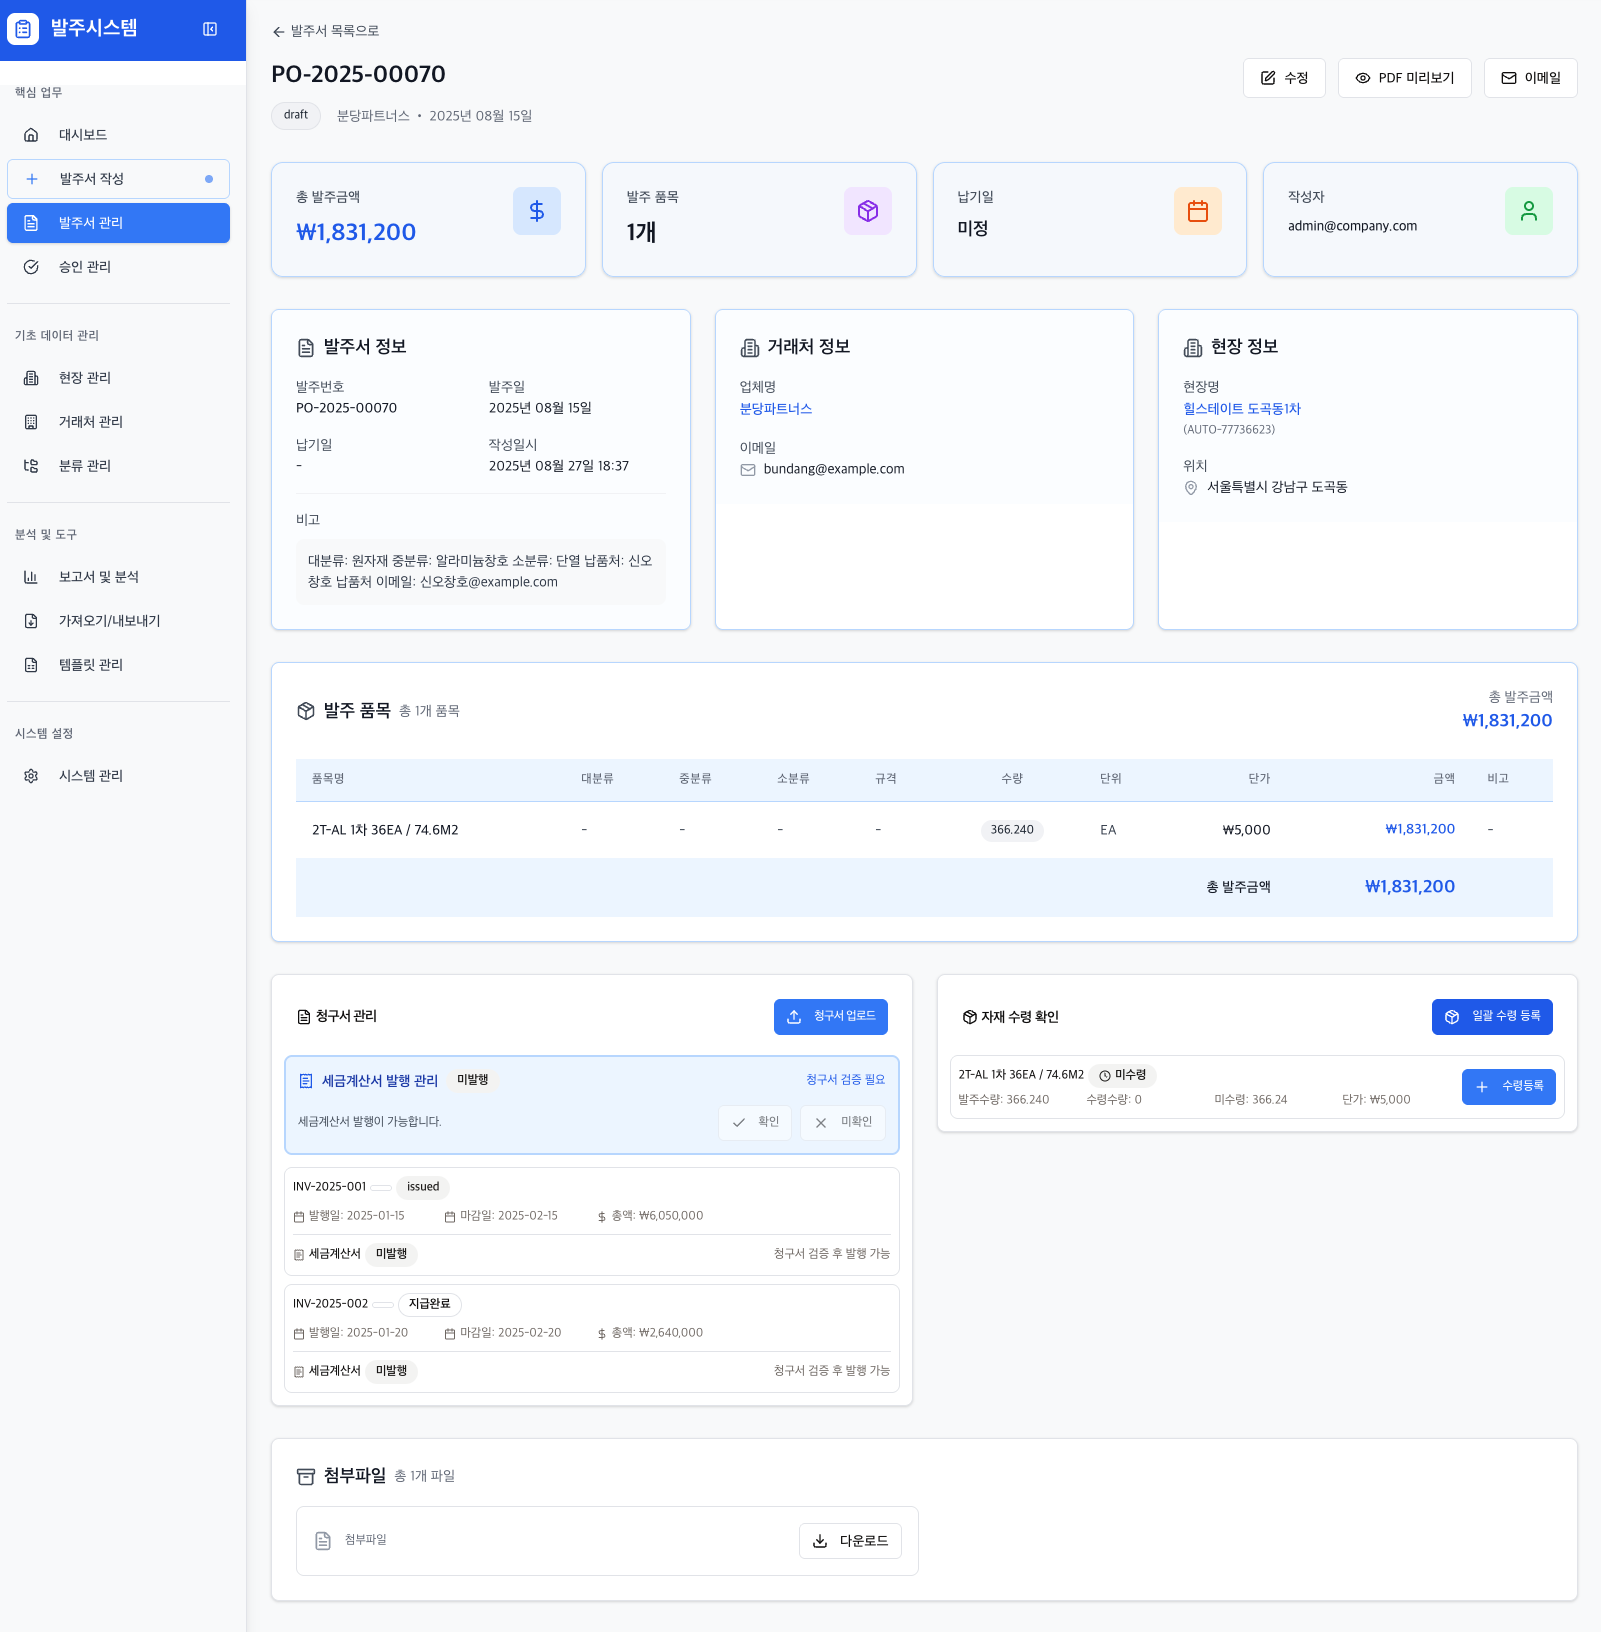 발주시스템
핵심 업무
대시보드
발주서 작성
발주서 관리
승인 관리
기초 데이터 관리
현장 관리
거래처 관리
분류 관리
분석 및 도구
보고서 및 분석
가져오기/내보내기
템플릿 관리
시스템 설정
시스템 관리
발주서 목록으로
PO-2025-00070
수정
PDF 미리보기
이메일
draft
분당파트너스 • 2025년 08월 15일
총 발주금액
₩1,831,200
발주 품목
1개
납기일
미정
작성자
admin@company.com
발주서 정보
발주번호
PO-2025-00070
발주일
2025년 08월 15일
납기일
-
작성일시
2025년 08월 27일 18:37
비고
대분류: 원자재 중분류: 알라미늄창호 소분류: 단열 납품처: 신오
창호 납품처 이메일: 신오창호@example.com
거래처 정보
업체명
분당파트너스
이메일
bundang@example.com
현장 정보
현장명
힐스테이트 도곡동1차
(AUTO-77736623)
위치
서울특별시 강남구 도곡동
발주 품목 총 1개 품목
총 발주금액
₩1,831,200
품목명 대분류 중분류 소분류 규격 수량 단위 단가 금액 비고
2T-AL 1차 36EA / 74.6M2 - - - - 366.240 EA ₩5,000 ₩1,831,200 -
총 발주금액 ₩1,831,200
청구서 관리
청구서 업로드
세금계산서 발행 관리 미발행
청구서 검증 필요
세금계산서 발행이 가능합니다.
확인
미확인
INV-2025-001 issued
발행일: 2025-01-15 마감일: 2025-02-15 총액: ₩6,050,000
세금계산서 미발행 청구서 검증 후 발행 가능
INV-2025-002 지급완료
발행일: 2025-01-20 마감일: 2025-02-20 총액: ₩2,640,000
세금계산서 미발행 청구서 검증 후 발행 가능
자재 수령 확인
일괄 수령 등록
2T-AL 1차 36EA / 74.6M2 미수령
발주수량: 366.240 수령수량: 0 미수령: 366.24 단가: ₩5,000
수령등록
첨부파일 총 1개 파일
첨부파일
다운로드